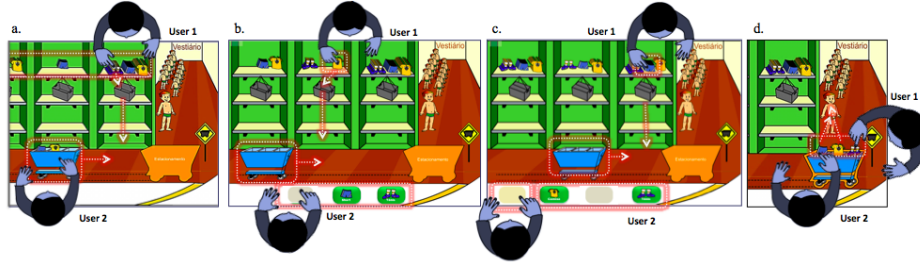 a.
User 1
Vestiário
Estacionamento
User 2
b.
User 1
Vestiário
Estacionamento
User 2
c.
User 1
Vestiário
Estacionamento
User 2
d.
Vestiário
User 1
User 2